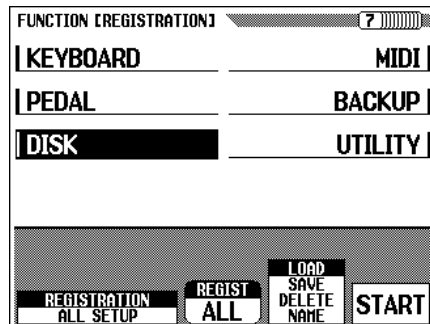 FUNCTION [REGISTRATION] 7
KEYBOARD MIDI
PEDAL BACKUP
DISK UTILITY
REGISTRATION
ALL SETUP
REGIST
ALL
LOAD
SAVE
DELETE
NAME
START